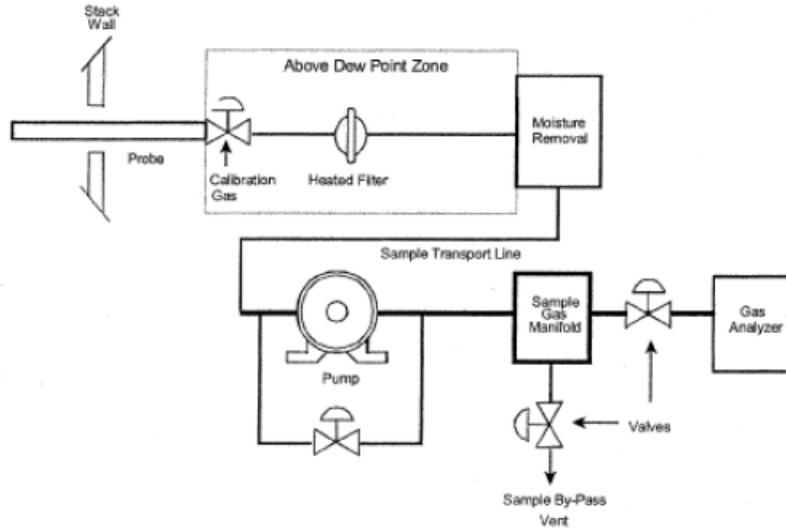 Stack
Wall
Above Dew Point Zone
Moisture
Removal
Probe
Calibration
Gas
Heated Filter
Sample Transport Line
Sample
Gas
Manifold
Gas
Analyzer
Pump
Valves
Sample By-Pass
Vent